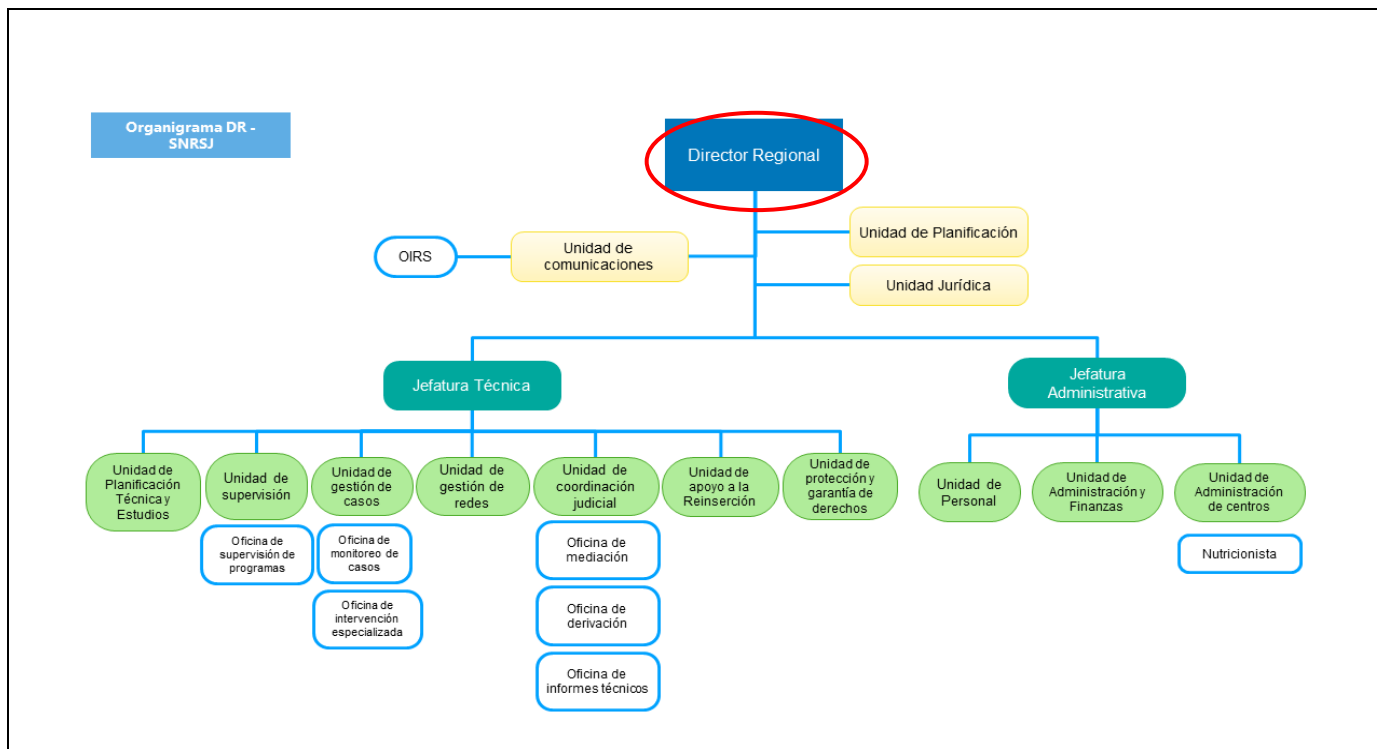 Organigrama DR -
SNRSJ
Director Regional
Unidad de Planificación
OIRS
Unidad de
comunicaciones
Unidad Jurídica
Jefatura Técnica
Jefatura
Administrativa
Unidad de
Planificación
Técnica y
Estudios
Unidad de
supervisión
Unidad de
gestión de
casos
Unidad de
gestión de
redes
Unidad de
coordinación
judicial
Unidad de
apoyo a la
Reinserción
Unidad de
protección y
garantía de
derechos
Unidad de
Personal
Unidad de
Administración y
Finanzas
Unidad de
Administración
de centros
Oficina de
supervisión de
programas
Oficina de
monitoreo de
casos
Oficina de
mediación
Nutricionista
Oficina de
intervención
especializada
Oficina de
derivación
Oficina de
informes técnicos